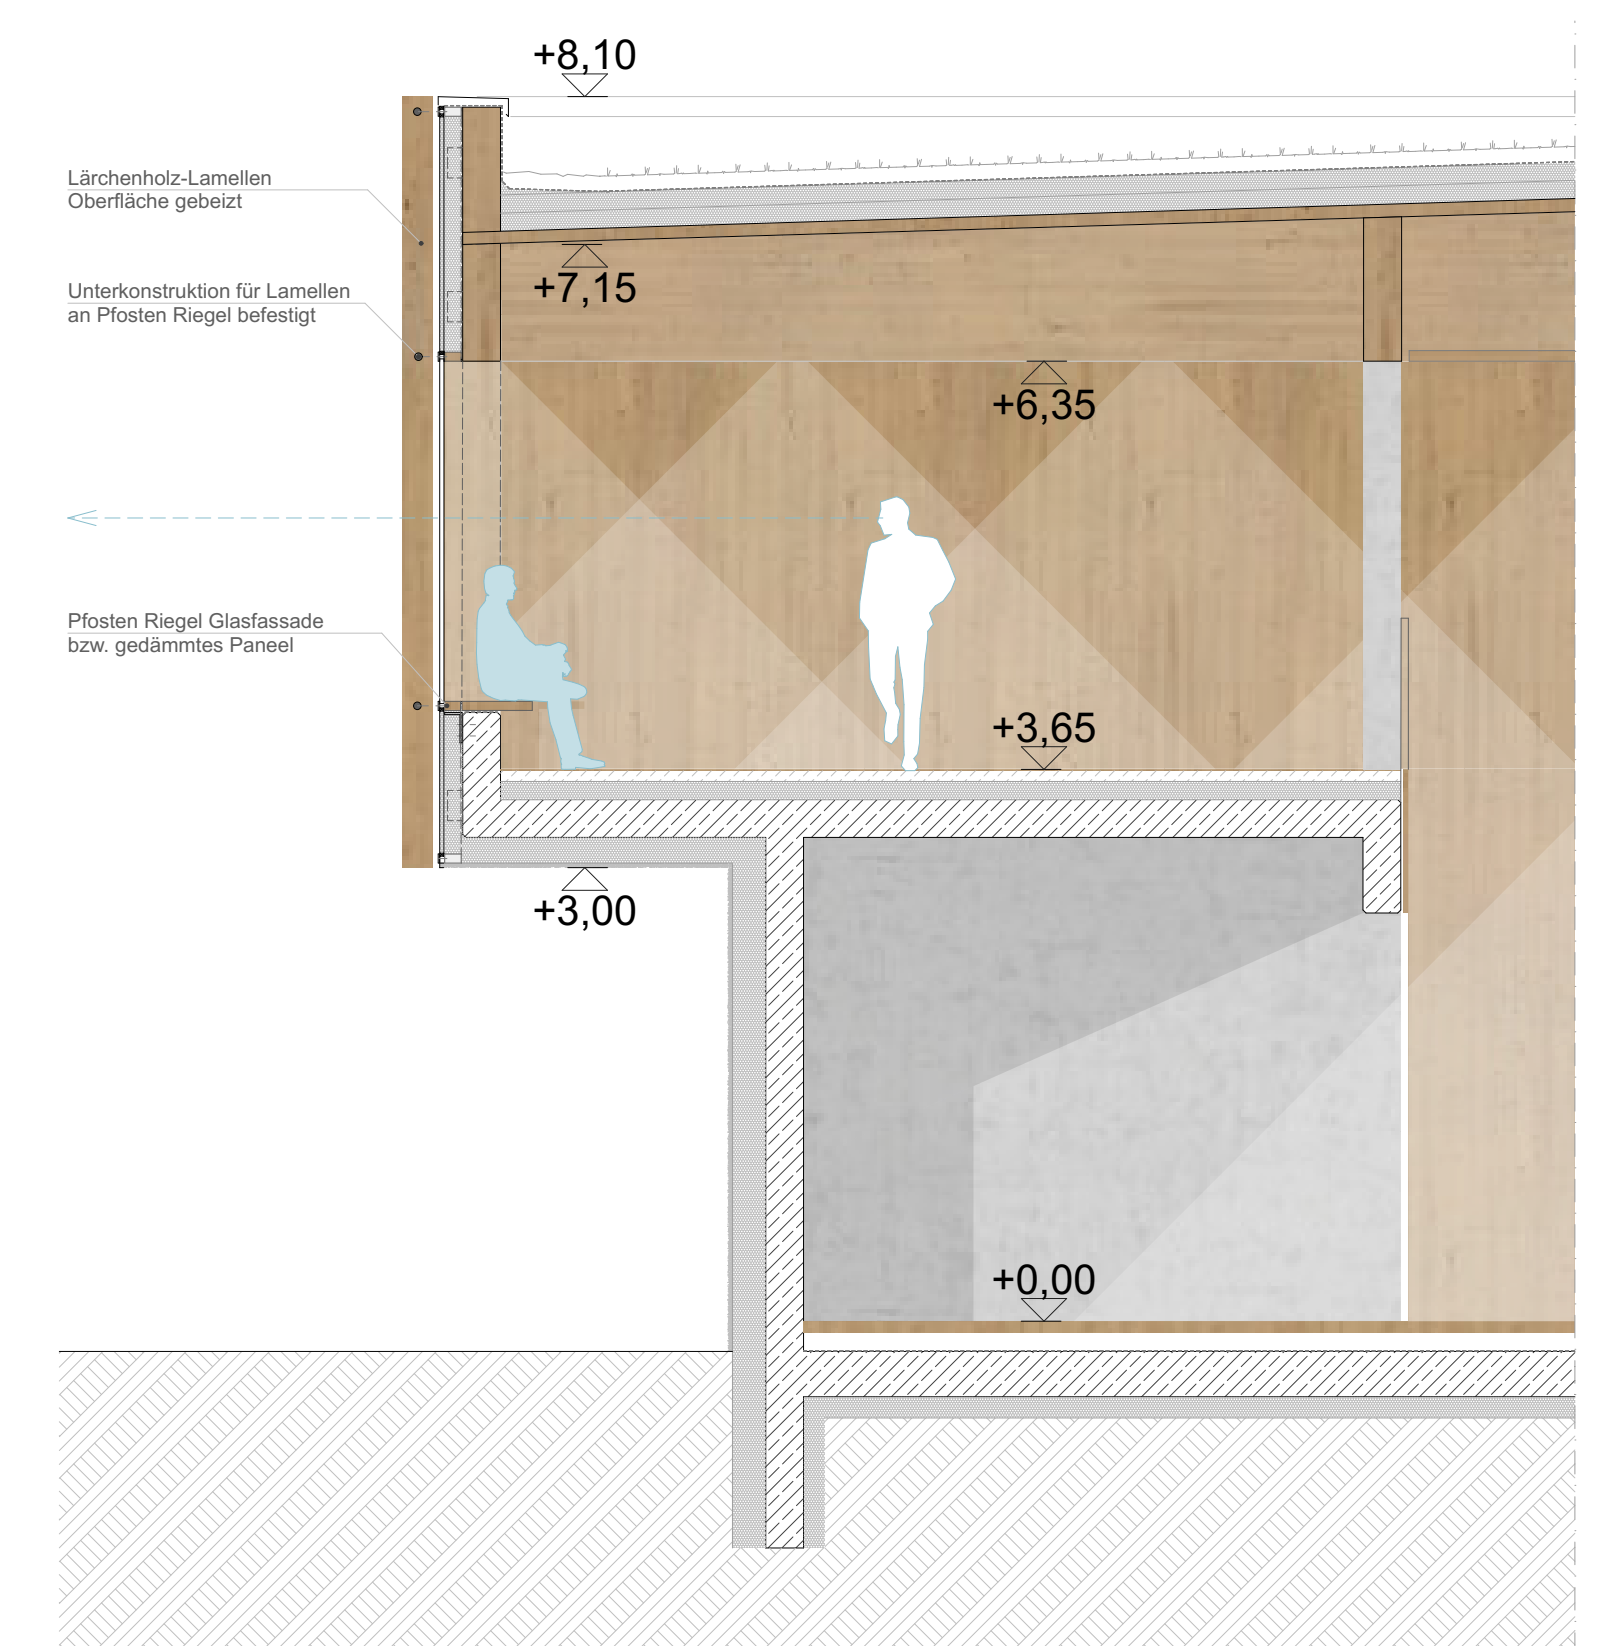 +8,10
Lärchenholz-Lamellen
Oberfläche gebeizt
+7,15
Unterkonstruktion für Lamellen
an Pfosten Riegel befestigt
+6,35
Pfosten Riegel Glasfassade
bzw. gedämmtes Paneel
+3,65
+3,00
+0,00